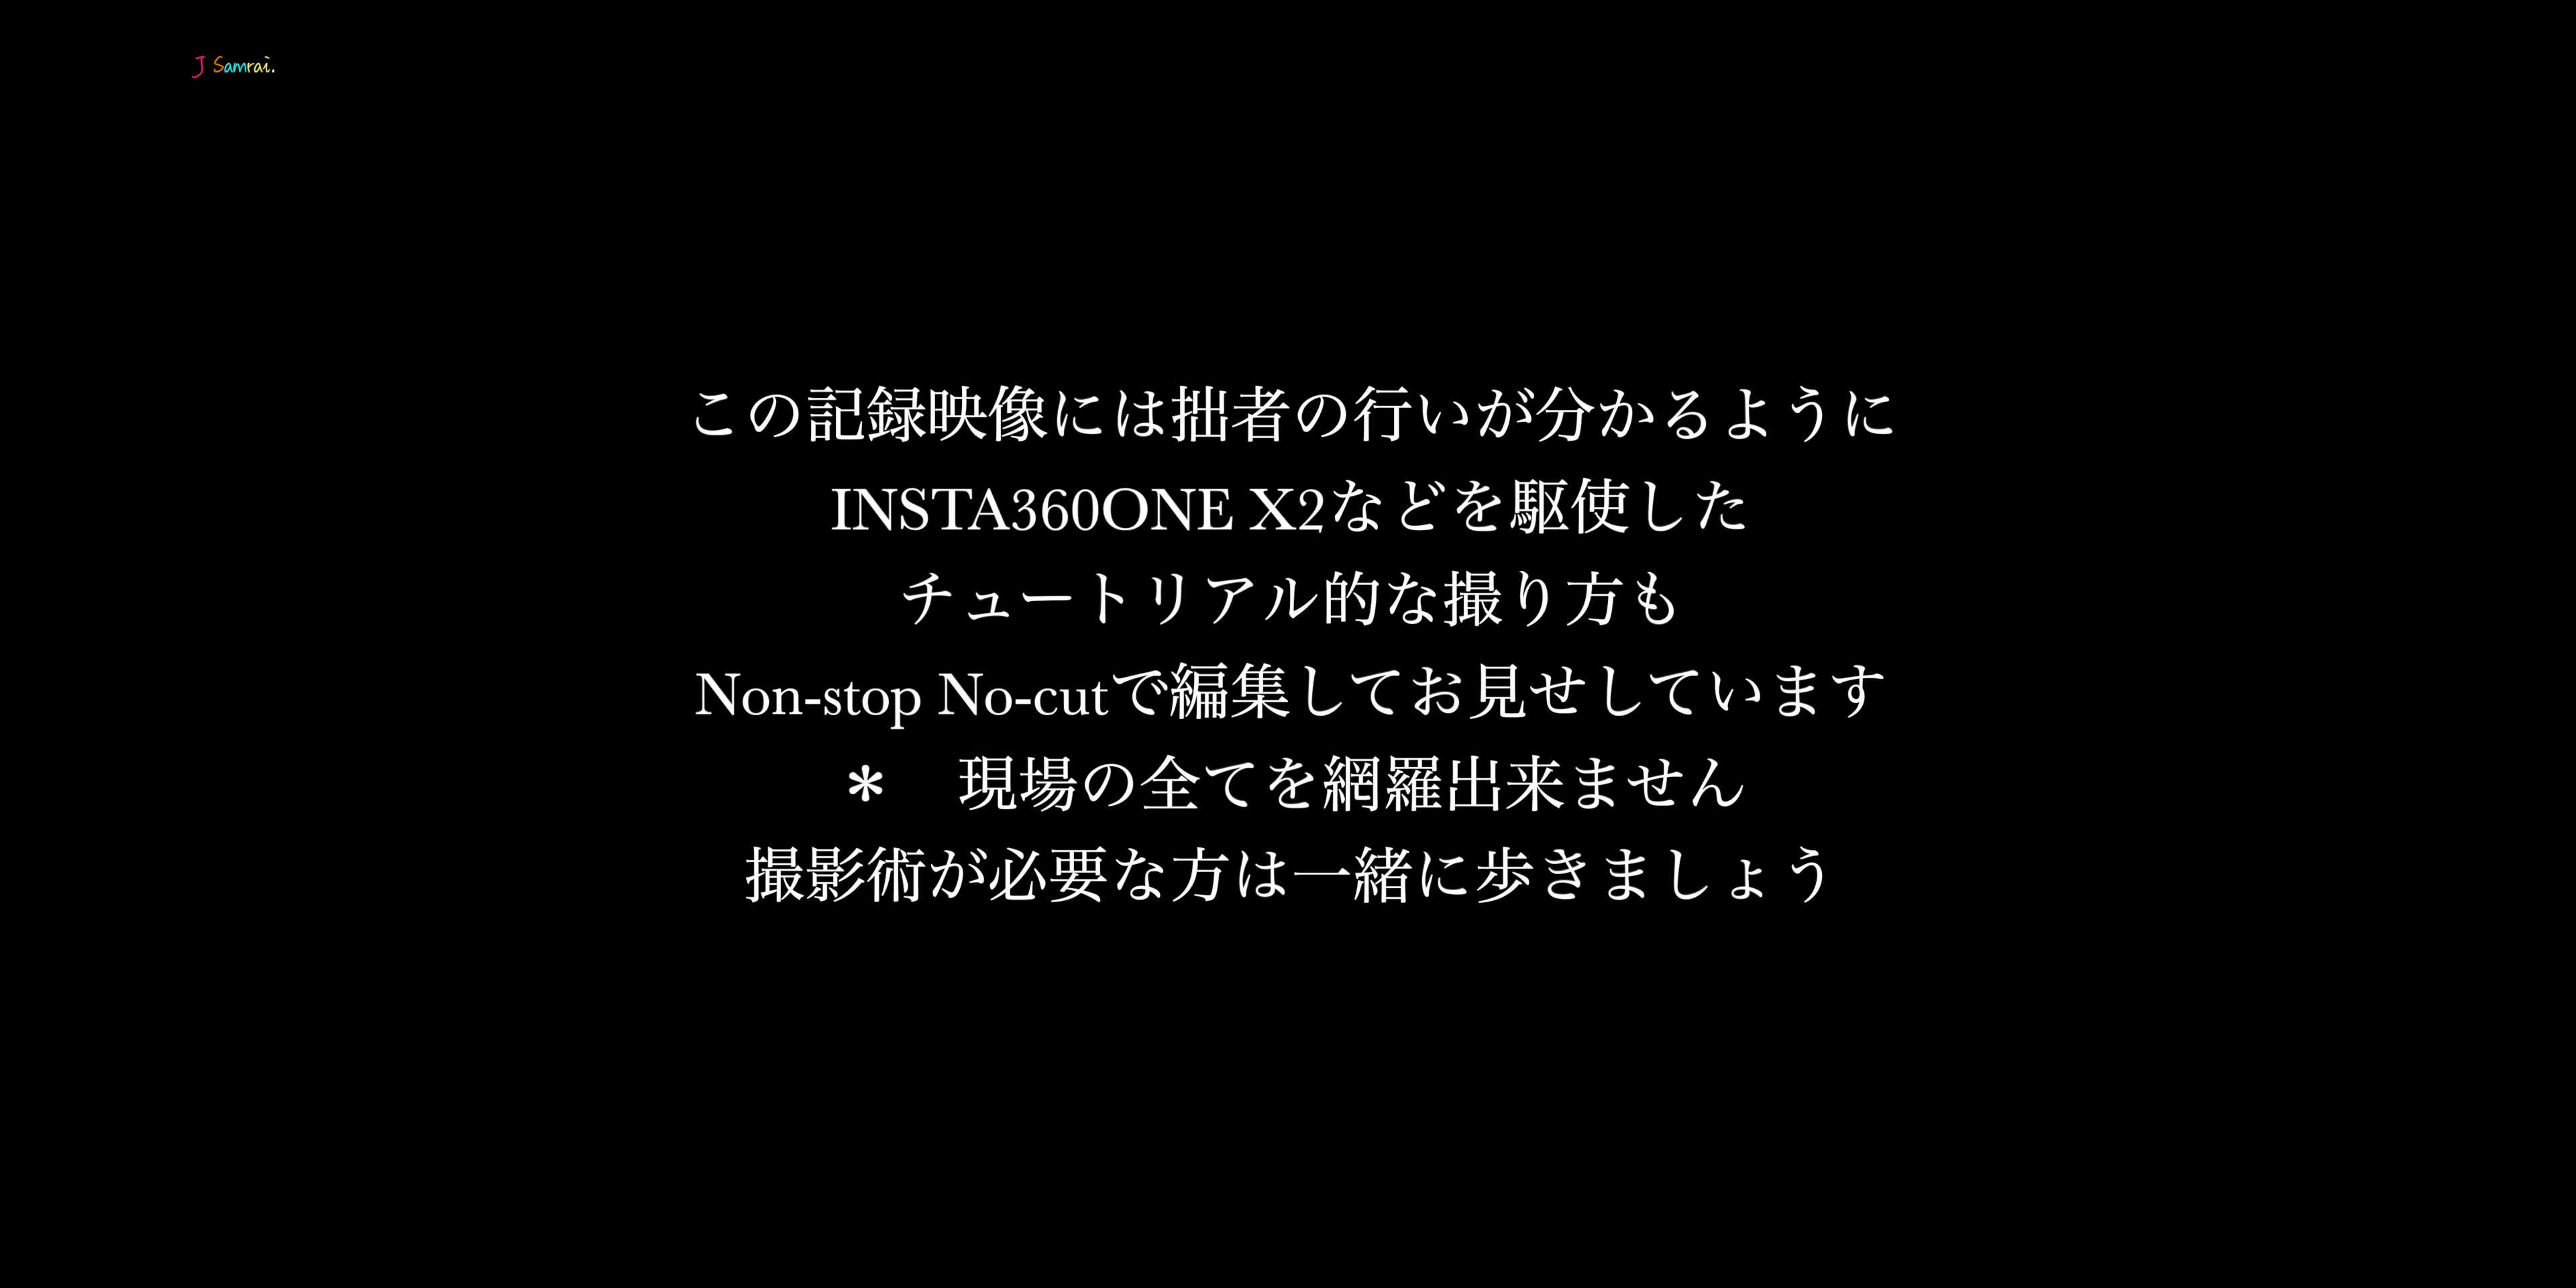 J Samrai.
この記録映像には拙者の行いが分かるように
INSTA360ONE X2などを駆使した
チュートリアル的な撮り方も
Non-stop No-cutで編集してお見せしています
＊　現場の全てを網羅出来ません
撮影術が必要な方は一緒に歩きましょう